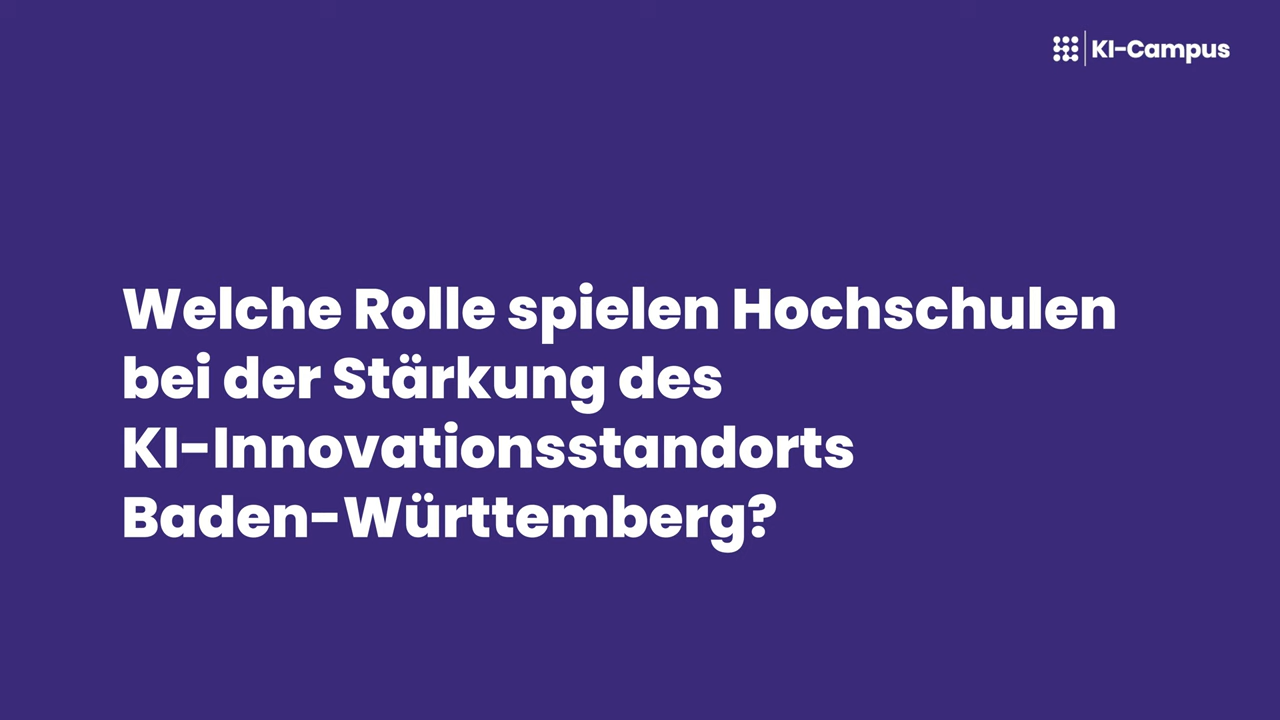 KI-Campus
Welche Rolle spielen Hochschulen
bei der Stärkung des
KI-Innovationsstandorts
Baden-Württemberg?